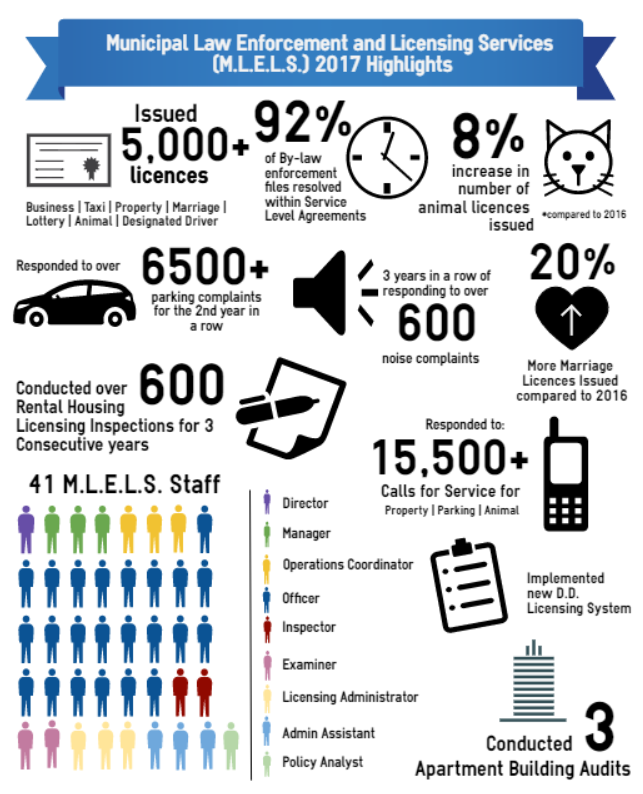 Municipal Law Enforcement and Licensing Services
(M.L.E.L.S.) 2017 Highlights
Issued
5,000+
licences
Business | Taxi | Property | Marriage |
Lottery | Animal | Designated Driver
92%
of By-law
enforcement
files resolved
within Service
Level Agreements
8%
increase in
number of
animal licences
issued
*compared to 2016
Responded to over
6500+
parking complaints
for the 2nd year in
a row
3 years in a row of
responding to over
600
noise complaints
20%
More Marriage
Licences Issued
compared to 2016
Conducted over 600
Rental Housing
Licensing Inspections for 3
Consecutive years
Responded to:
15,500+
Calls for Service for
Property | Parking | Animal
41 M.L.E.L.S. Staff
Director
Manager
Operations Coordinator
Officer
Inspector
Examiner
Licensing Administrator
Admin Assistant
Policy Analyst
Implemented
new D.D.
Licensing System
Conducted 3
Apartment Building Audits